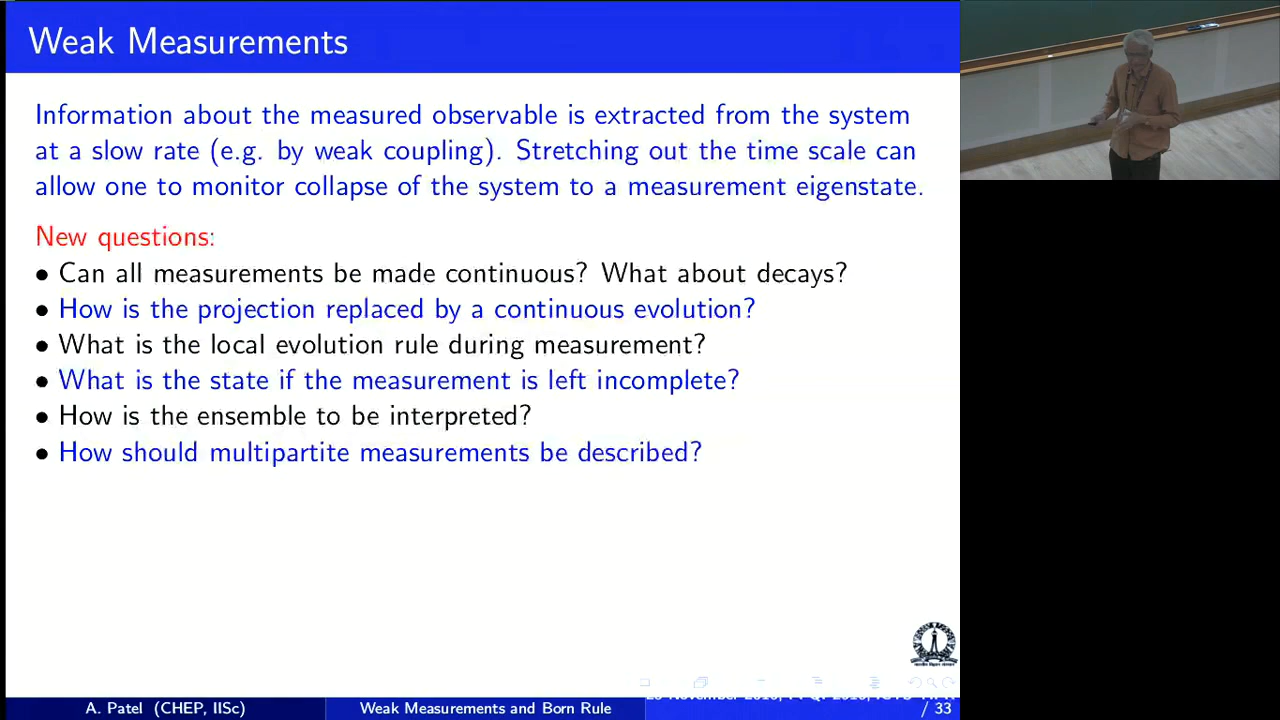 Weak Measurements
Information about the measured observable is extracted from the system
at a slow rate (e.g. by weak coupling). Stretching out the time scale can
allow one to monitor collapse of the system to a measurement eigenstate.
New questions:
• Can all measurements be made continuous? What about decays?
• How is the projection replaced by a continuous evolution?
• What is the local evolution rule during measurement?
• What is the state if the measurement is left incomplete?
• How is the ensemble to be interpreted?
• How should multipartite measurements be described?
A. Patel (CHEP, IISc)
Weak Measurements and Born Rule
/ 33